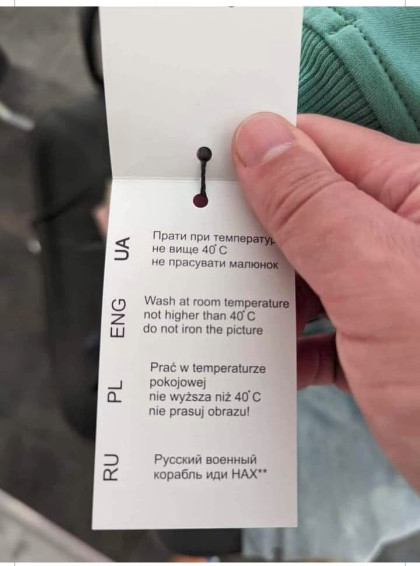 UA
Прати при температурі
не вище 40°C
не прасувати малюнок
ENG
Wash at room temperature
not higher than 40°C
do not iron the picture
PL
Prać w temperaturze
pokojowej
nie wyższa niż 40°C
nie prasuj obrazu!
RU
Русский военный
корабль иди НАХ**